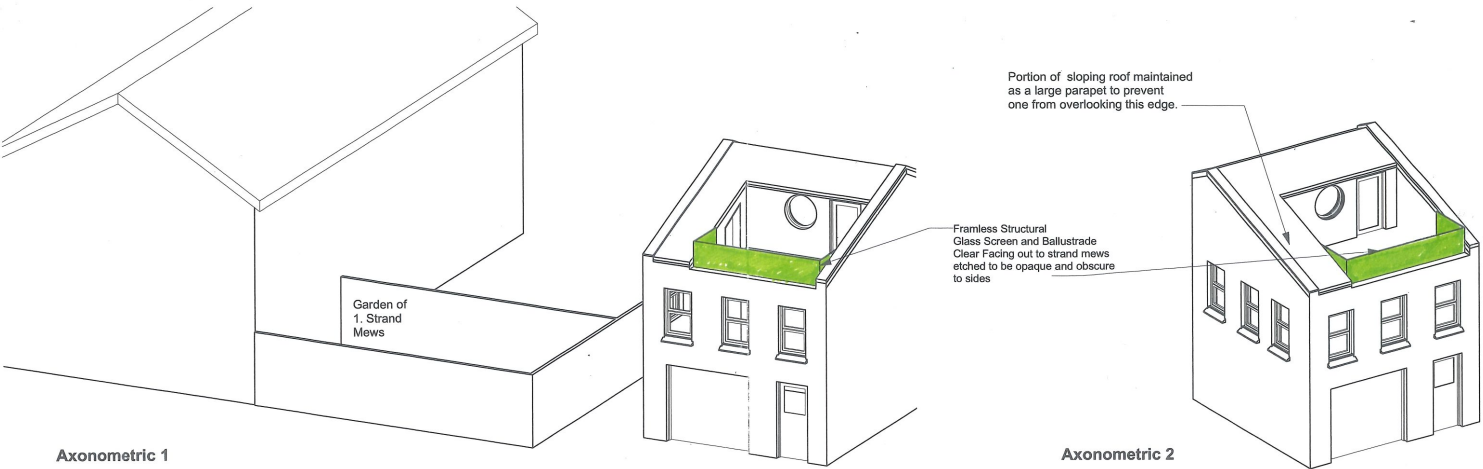 Portion of sloping roof maintained
as a large parapet to prevent
one from overlooking this edge.
Framless Structural
Glass Screen and Ballustrade
Clear Facing out to strand mews
etched to be opaque and obscure
to sides
Garden of
1. Strand
Mews
Axonometric 1
Axonometric 2